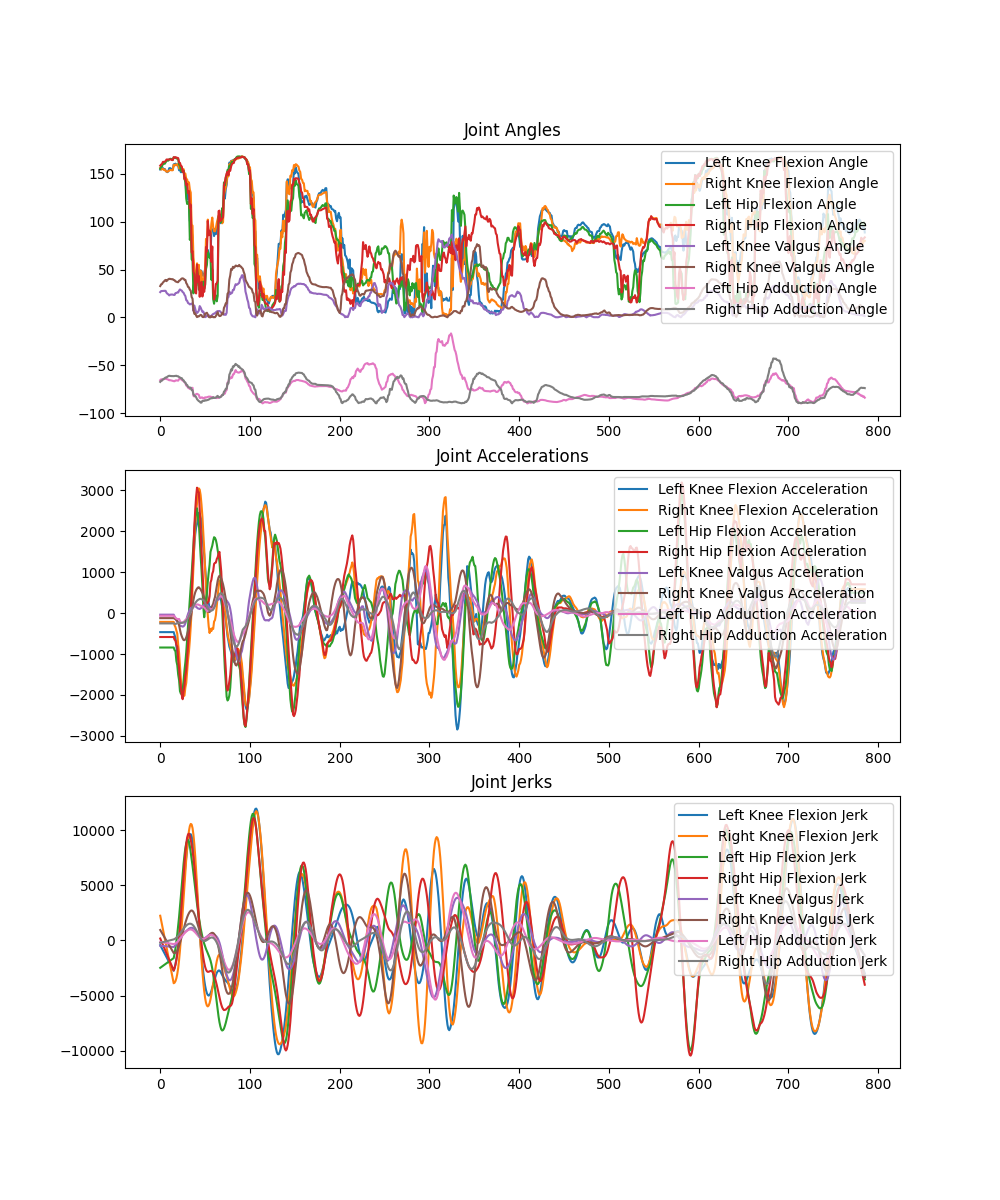 Joint Angles
150
100
50
0
−50
−100
Left Knee Flexion Angle
Right Knee Flexion Angle
Left Hip Flexion Angle
Right Hip Flexion Angle
Left Knee Valgus Angle
Right Knee Valgus Angle
Left Hip Adduction Angle
Right Hip Adduction Angle
0 100 200 300 400 500 600 700 800
Joint Accelerations
3000
2000
1000
0
−1000
−2000
−3000
Left Knee Flexion Acceleration
Right Knee Flexion Acceleration
Left Hip Flexion Acceleration
Right Hip Flexion Acceleration
Left Knee Valgus Acceleration
Right Knee Valgus Acceleration
Left Hip Adduction Acceleration
Right Hip Adduction Acceleration
0 100 200 300 400 500 600 700 800
Joint Jerks
10000
5000
0
−5000
−10000
Left Knee Flexion Jerk
Right Knee Flexion Jerk
Left Hip Flexion Jerk
Right Hip Flexion Jerk
Left Knee Valgus Jerk
Right Knee Valgus Jerk
Left Hip Adduction Jerk
Right Hip Adduction Jerk
0 100 200 300 400 500 600 700 800